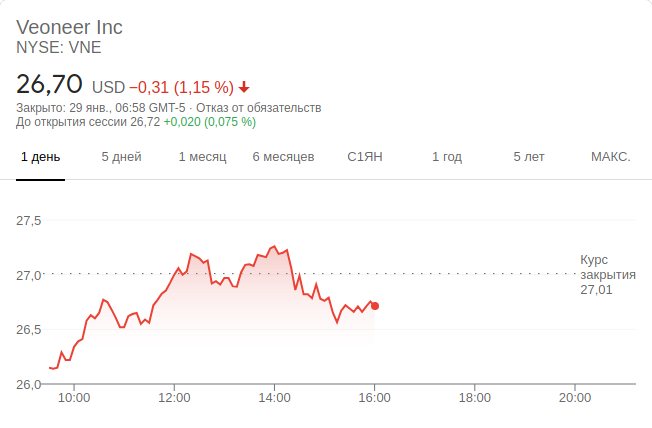 Veoneer Inc
NYSE: VNE
26,70 USD −0,31 (1,15 %)
Закрыто: 29 янв., 06:58 GMT-5 · Отказ от обязательств
До открытия сессии 26,72 +0,020 (0,075 %)
1 день 5 дней 1 месяц 6 месяцев С1ЯН 1 год 5 лет МАКС.
27,5
Курс
27,0 закрытия
27,01
26,5
26,0
10:00 12:00 14:00 16:00 18:00 20:00